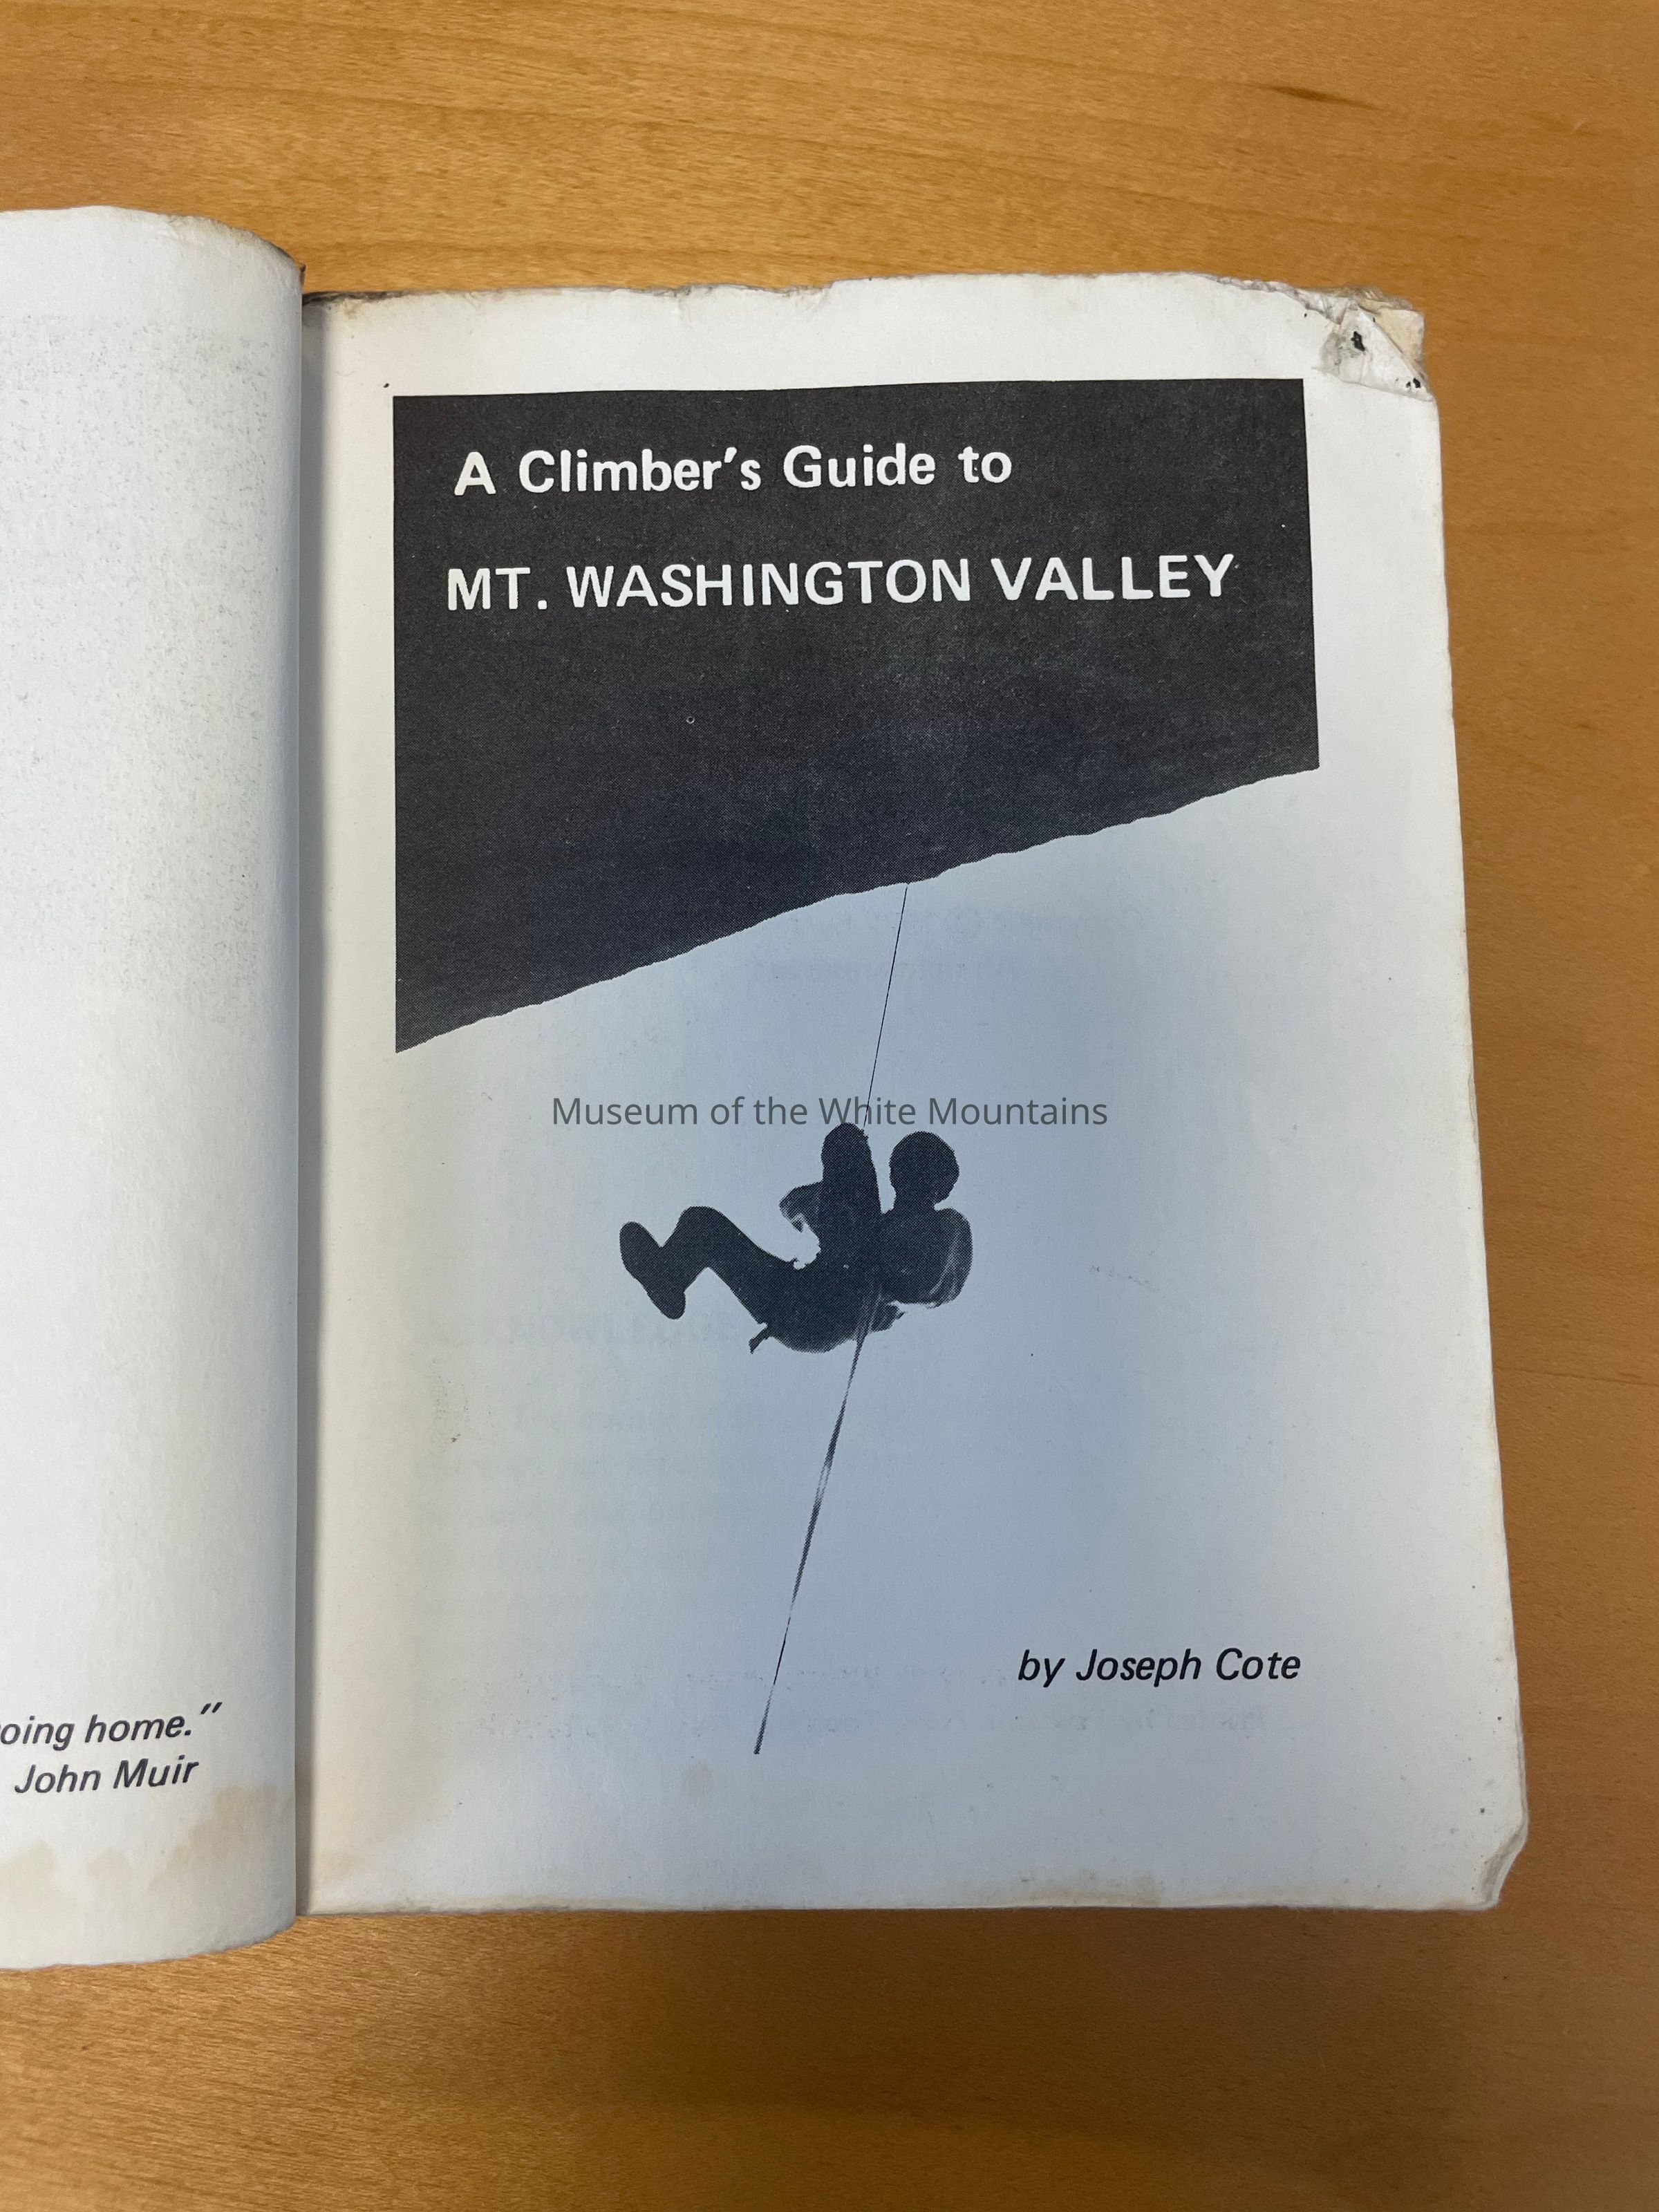 oing home."
John Muir
A Climber's Guide to
MT. WASHINGTON VALLEY
Museum of the White Mountains
by Joseph Cote